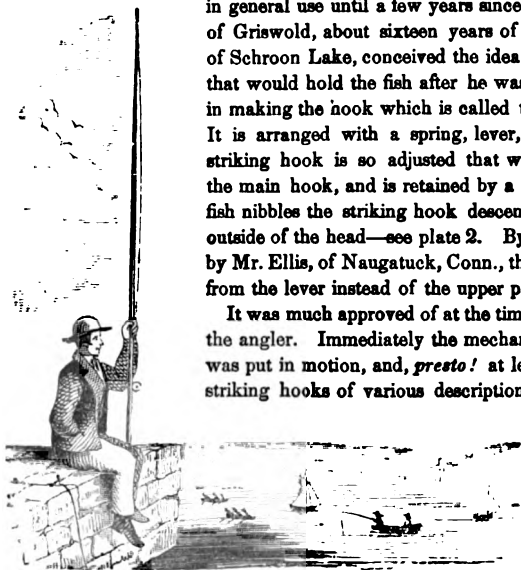 in general use until a few years since
of Griswold, about sixteen years of
of Schroon Lake, conceived the idea
that would hold the fish after he was
in making the hook which is called
It is arranged with a spring, lever,
striking hook is so adjusted that w
the main hook, and is retained by a
fish nibbles the striking hook descen
outside of the head—see plate 2. By
by Mr. Ellis, of Naugatuck, Conn., th
from the lever instead of the upper p
It was much approved of at the tim
the angler. Immediately the mechan
was put in motion, and, presto! at le
striking hooks of various description